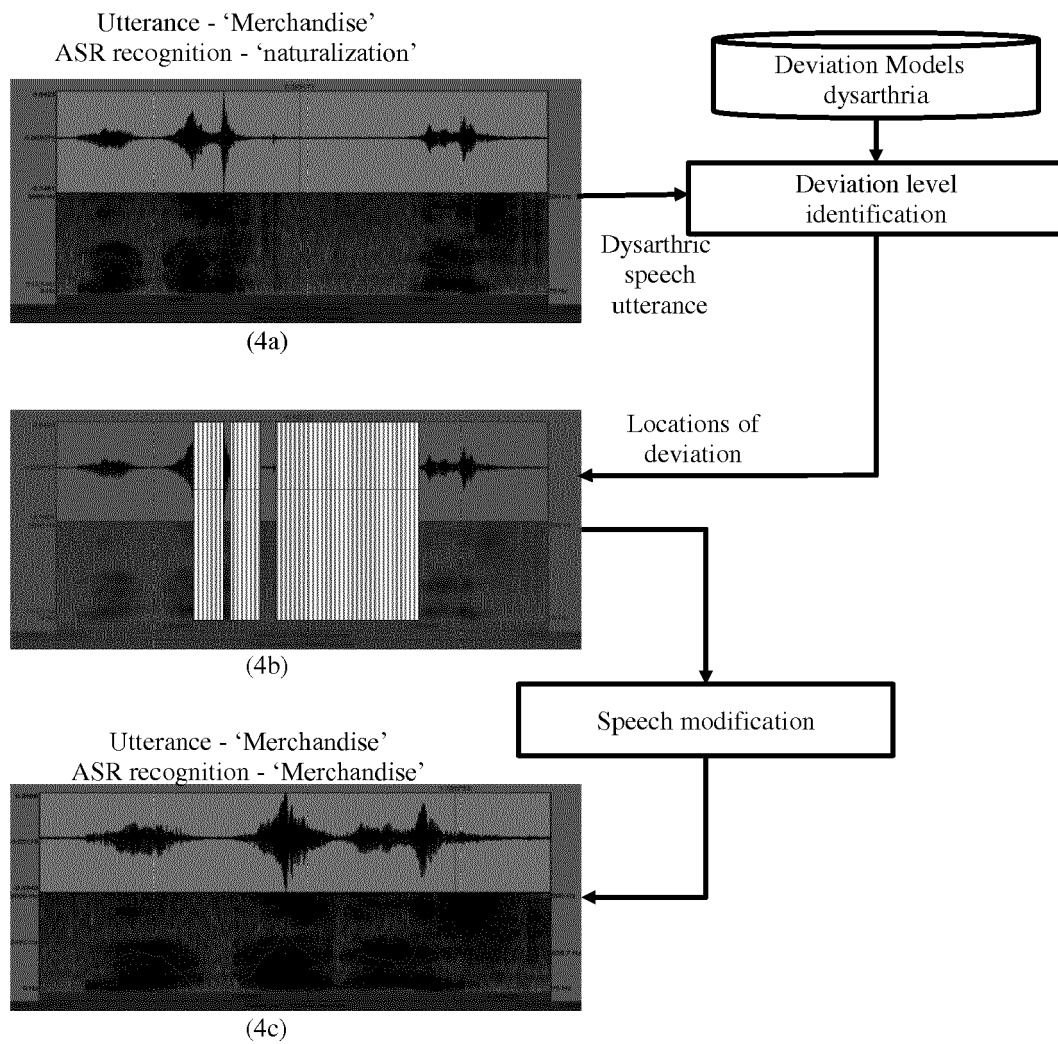 Utterance - ‘Merchandise’
ASR recognition - ‘naturalization’
Deviation Models
dysarthria
Deviation level
identification
Dysarthric
speech
utterance
(4a)
Locations of
deviation
(4b)
Speech modification
Utterance - ‘Merchandise’
ASR recognition - ‘Merchandise’
(4c)